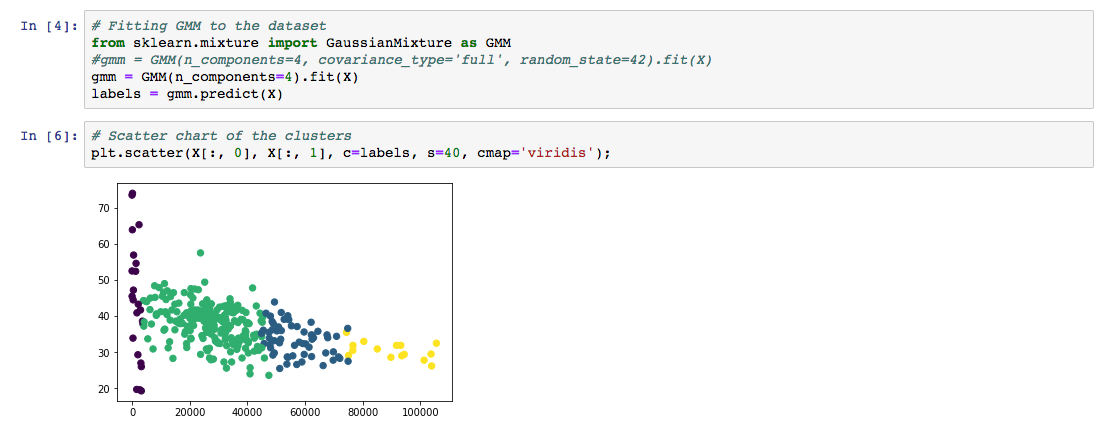 In [4]: # Fitting GMM to the dataset
from sklearn.mixture import GaussianMixture as GMM
#gmm = GMM(n_components=4, covariance_type='full', random_state=42).fit(X)
gmm = GMM(n_components=4).fit(X)
labels = gmm.predict(X)
In [6]: # Scatter chart of the clusters
plt.scatter(X[:, 0], X[:, 1], c=labels, s=40, cmap='viridis');
70
60
50
40
30
20
0 20000 40000 60000 80000 100000